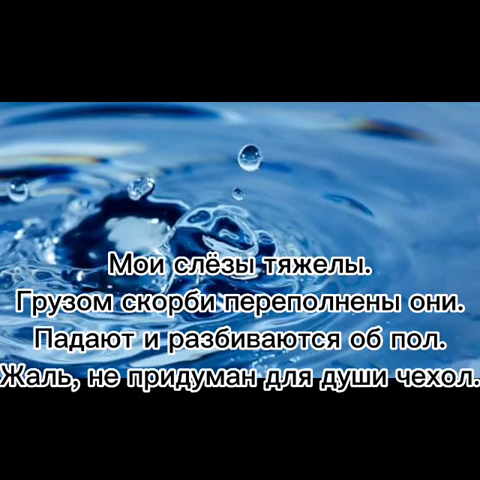 Мои слёзы тяжелы.
Грузом скорби переполнены они.
Падают и разбиваются об пол.
Жаль, не придуман для души чехол.